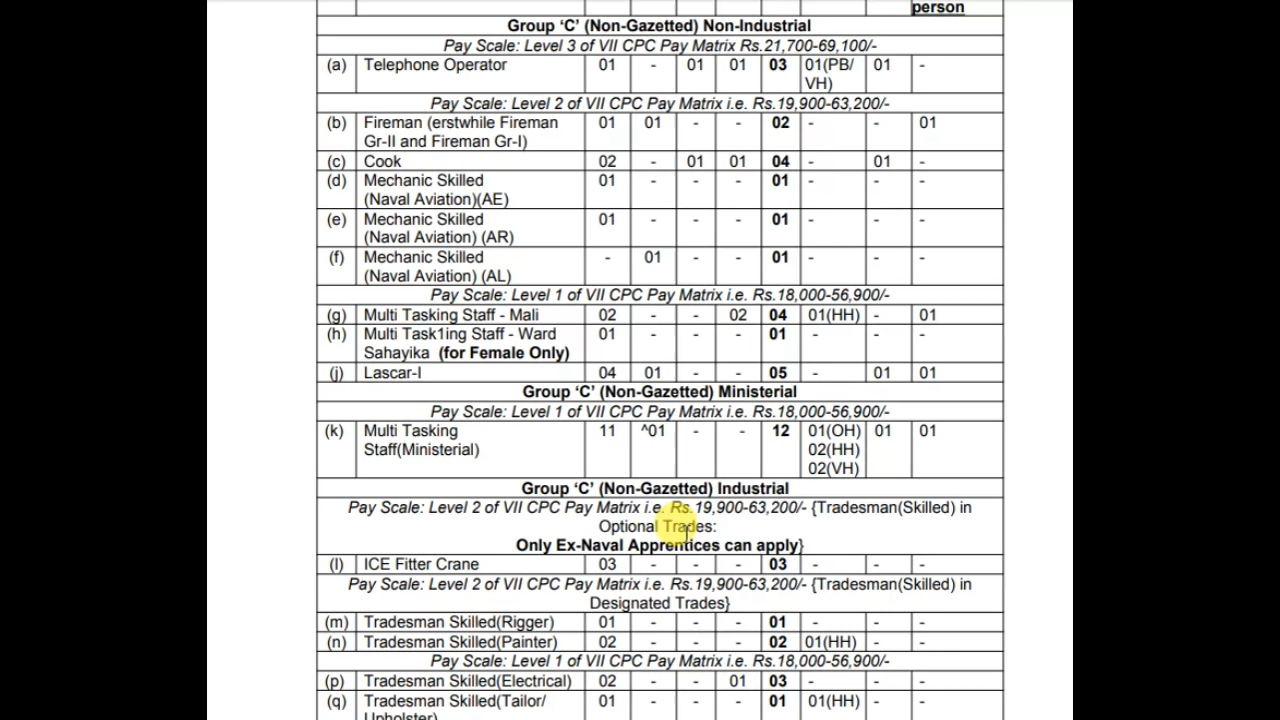 person
Group ‘C’ (Non-Gazetted) Non-Industrial
Pay Scale: Level 3 of VII CPC Pay Matrix Rs.21,700-69,100/-
(a) Telephone Operator 01 - 01 01 03 01(PB/ 01 -
VH)
Pay Scale: Level 2 of VII CPC Pay Matrix i.e. Rs.19,900-63,200/-
(b) Fireman (erstwhile Fireman 01 01 - - 02 - - 01
Gr-II and Fireman Gr-I)
(c) Cook 02 - 01 01 04 - 01 -
(d) Mechanic Skilled 01 - - - 01 - - -
(Naval Aviation)(AE)
(e) Mechanic Skilled 01 - - - 01 - - -
(Naval Aviation) (AR)
(f) Mechanic Skilled - 01 - - 01 - - -
(Naval Aviation) (AL)
Pay Scale: Level 1 of VII CPC Pay Matrix i.e. Rs.18,000-56,900/-
(g) Multi Tasking Staff - Mali 02 - - 02 04 01(HH) - 01
(h) Multi Task1ing Staff - Ward 01 - - - 01 - - -
Sahayika (for Female Only)
(j) Lascar-I 04 01 - - 05 - 01 01
Group ‘C’ (Non-Gazetted) Ministerial
Pay Scale: Level 1 of VII CPC Pay Matrix i.e. Rs.18,000-56,900/-
(k) Multi Tasking 11 ^01 - - 12 01(OH) 01 01
Staff(Ministerial) 02(HH)
02(VH)
Group ‘C’ (Non-Gazetted) Industrial
Pay Scale: Level 2 of VII CPC Pay Matrix i.e. Rs.19,900-63,200/- {Tradesman(Skilled) in
Optional Trades:
Only Ex-Naval Apprentices can apply}
(l) ICE Fitter Crane 03 - - - 03 - - -
Pay Scale: Level 2 of VII CPC Pay Matrix i.e. Rs.19,900-63,200/- {Tradesman(Skilled) in
Designated Trades}
(m) Tradesman Skilled(Rigger) 01 - - - 01 - - -
(n) Tradesman Skilled(Painter) 02 - - - 02 01(HH) - -
Pay Scale: Level 1 of VII CPC Pay Matrix i.e. Rs.18,000-56,900/-
(p) Tradesman Skilled(Electrical) 02 - - 01 03 - - -
(q) Tradesman Skilled(Tailor/ 01 - - - 01 01(HH) - -
Upholster)